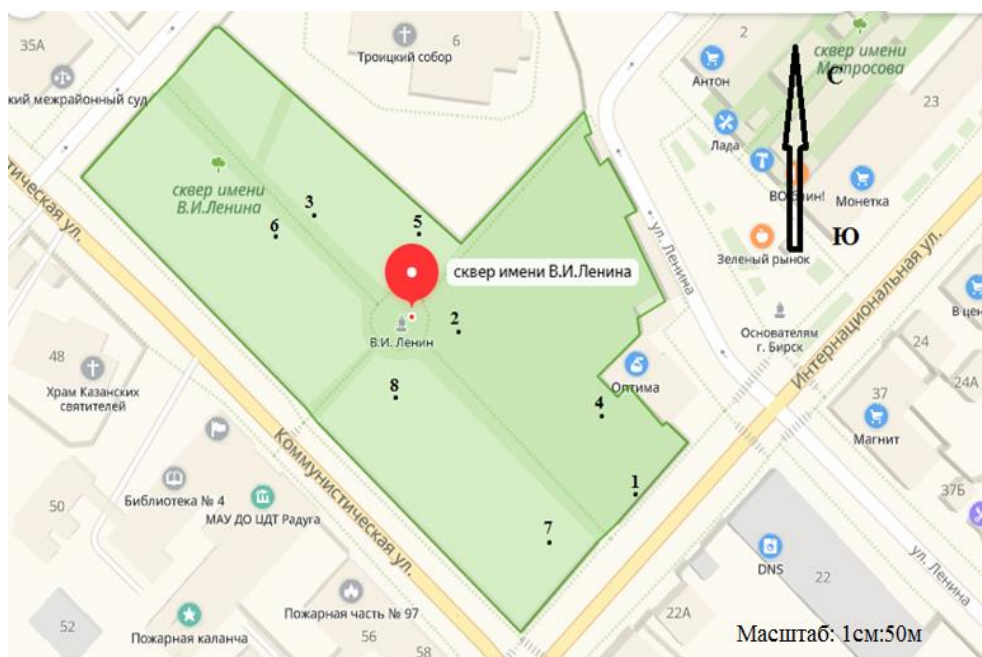 35А
кий межрайонный суд
Троицкий собор
6
2
Антон
сквер имени
Матросова
С
23
Лада
ВО блин!
Монетка
Ю
Зеленый рынок
ул. Ленина
Интернациональная ул.
сквер имени
В.И.Ленина
3
5
6
тическая ул.
сквер имени В.И.Ленина
В.И. Ленин
2
8
Оптима
4
Основателям
г. Бирск
В цен
24
24А
37
Магнит
37Б
48
Храм Казанских
святителей
Коммунистическая ул.
Библиотека № 4
МАУ ДО ЦДТ Радуга
50
1
7
DNS
22
ул. Ленина
52
Пожарная каланча
Пожарная часть № 97
56
58
22А
Масштаб: 1см:50м